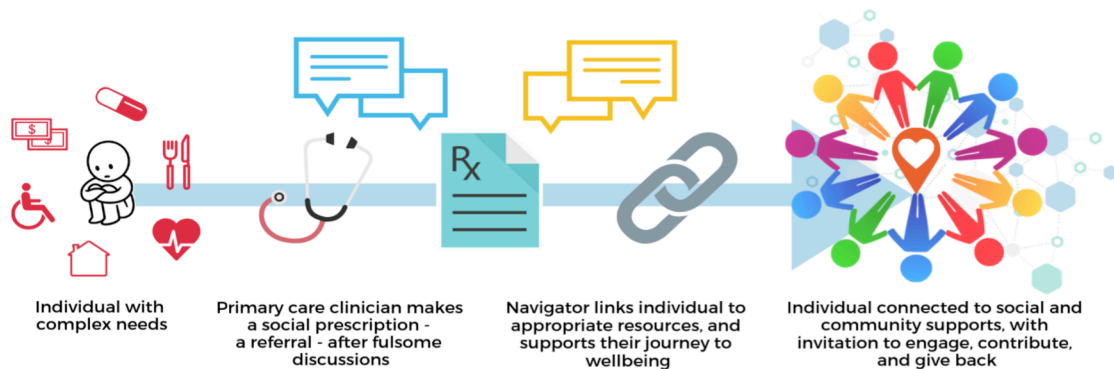 $
$
Rx
Individual with
complex needs
Primary care clinician makes
a social prescription -
a referral - after fulsome
discussions
Navigator links individual to
appropriate resources, and
supports their journey to
wellbeing
Individual connected to social and
community supports, with
invitation to engage, contribute,
and give back